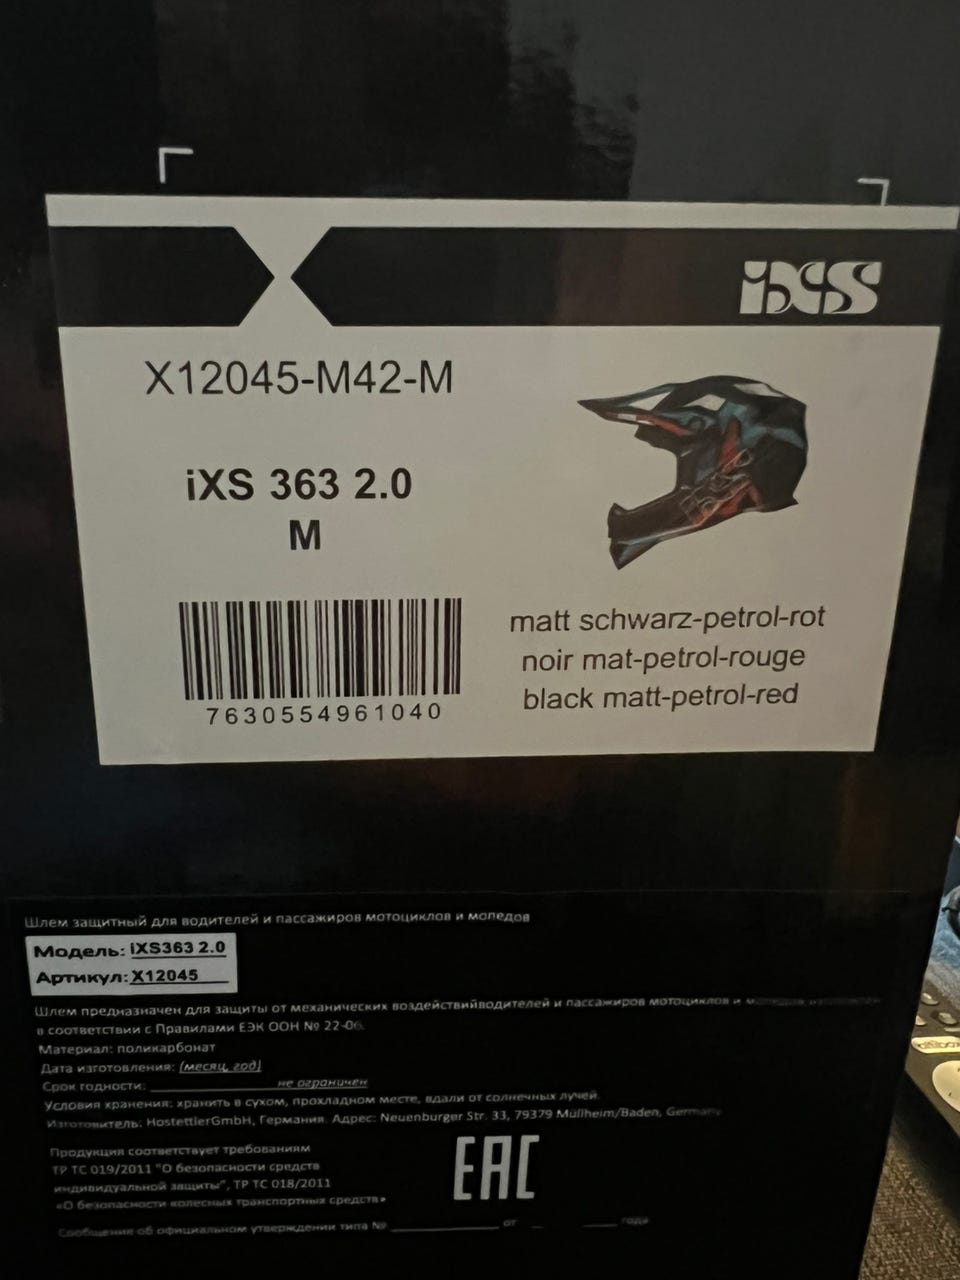 iXS
X12045-M42-M
iXS 363 2.0
M
7630554961040
matt schwarz-petrol-rot
noir mat-petrol-rouge
black matt-petrol-red
Шлем защитный для водителей и пассажиров мотоциклов и мопедов
Модель: iXS363 2.0
Артикул: X12045
Шлем предназначен для защиты от механических воздействийводителей и пассажиров мотоциклов и
в соответствии с Правилами ЕЭК ООН № 22-06
Материал: поликарбонат
Дата изготовления: (месяц, год)
Срок годности: не ограничен
Условия хранения: хранить в сухом, прохладном месте, вдали от солнечных лучей.
Изготовитель: HostettlerGmbH, Германия. Адрес: Neuenburger Str. 33, 79379 Müllheim/Baden, Germany
Продукция соответствует требованиям
ТР ТС 019/2011 "О безопасности средств
индивидуальной защиты", ТР ТС 018/2011
«О безопасности колесных транспортных средств»
EAC
Сообщение об официальном утверждении типа № ____________ от __ _____ года